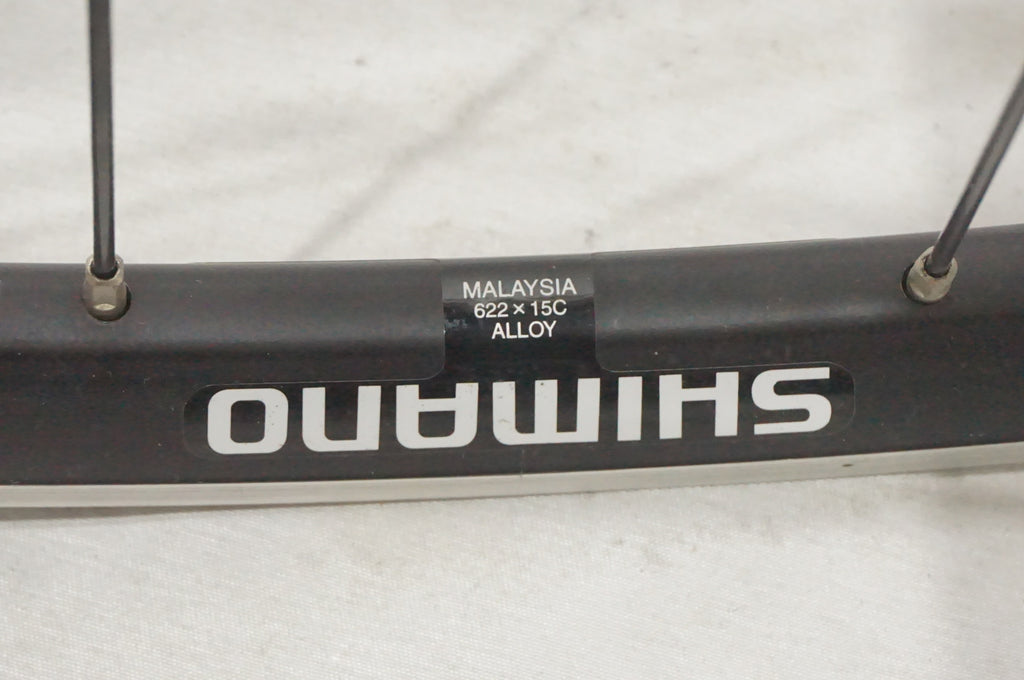 MALAYSIA
622 × 15C
ALLOY
SHIMANO